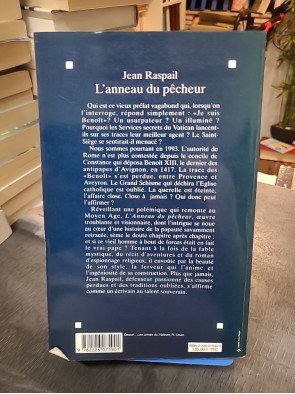 Jean Raspail
L'anneau du pêcheur
Qui est ce vieux prélat vagabond qui, lorsqu'on
l'interroge, répond simplement : «Je suis
Benoît»? Un usurpateur ? Un illuminé ?
Pourquoi les Services secrets du Vatican lancent-
ils sur ses traces leur meilleur agent ? Le Saint-
Siège se sentirait-il menacé ?
Nous sommes pourtant en 1993. L'autorité de
Rome n'est plus contestée depuis le concile de
Constance qui déposa Benoît XIII, le dernier des
antipapes d'Avignon, en 1417. La trace des
«Benoît» s'est perdue, entre Provence et
Aveyron. Le Grand Schisme qui déchira l'Eglise
catholique est oublié. La querelle est éteinte,
l'affaire close. Close à jamais ? Qui donc peut
l'affirmer ?
Réveillant une polémique qui remonte au
Moyen Age, L'Anneau du pêcheur, œuvre
troublante et visionnaire, dont l'intrigue se noue
au cœur d'une histoire de la papauté savamment
retracée, sème le doute chapitre après chapitre :
et si ce vieil homme à bout de forces était en fait
le vrai pape ? Tenant à la fois de la fable
mystique, du récit d'aventures et du roman
d'espionnage religieux, il envoûte par la beauté
de son style, la ferveur qui l'anime et
l'ingéniosité de sa construction. Plus que jamais,
Jean Raspail, défenseur passionné des causes
perdues et des traditions oubliées, s'affirme
comme un écrivain au talent souverain.